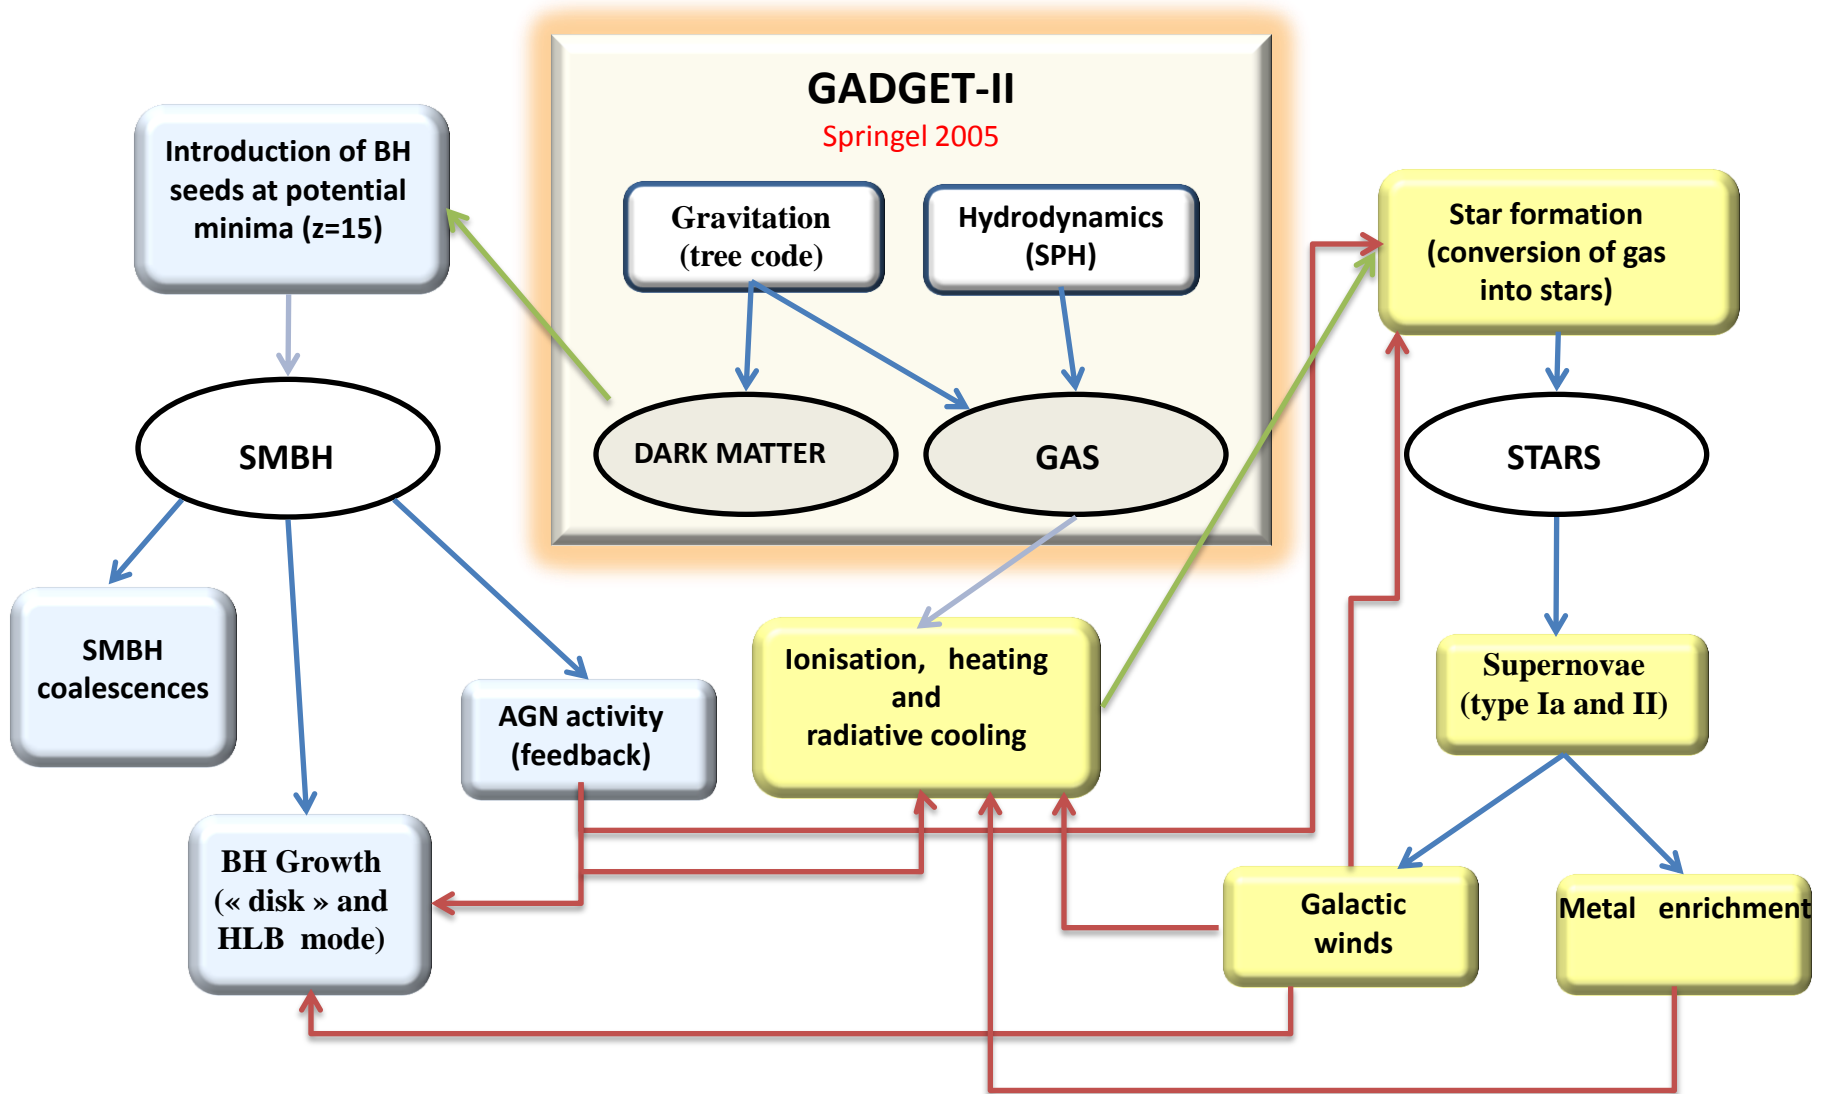 GADGET-II
Springel 2005
Introduction of BH
seeds at potential
minima (z=15)
Gravitation
(tree code)
Hydrodynamics
(SPH)
Star formation
(conversion of gas
into stars)
SMBH
DARK MATTER
GAS
STARS
SMBH
coalescences
AGN activity
(feedback)
Ionisation, heating
and
radiative cooling
Supernovae
(type Ia and II)
BH Growth
(« disk » and
HLB mode)
Galactic
winds
Metal enrichment